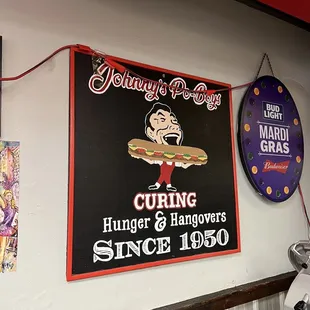 Johnny's Po-Boys
CURING
Hunger & Hangovers
SINCE 1950
BUD
LIGHT
MARDI
GRAS
Budweiser